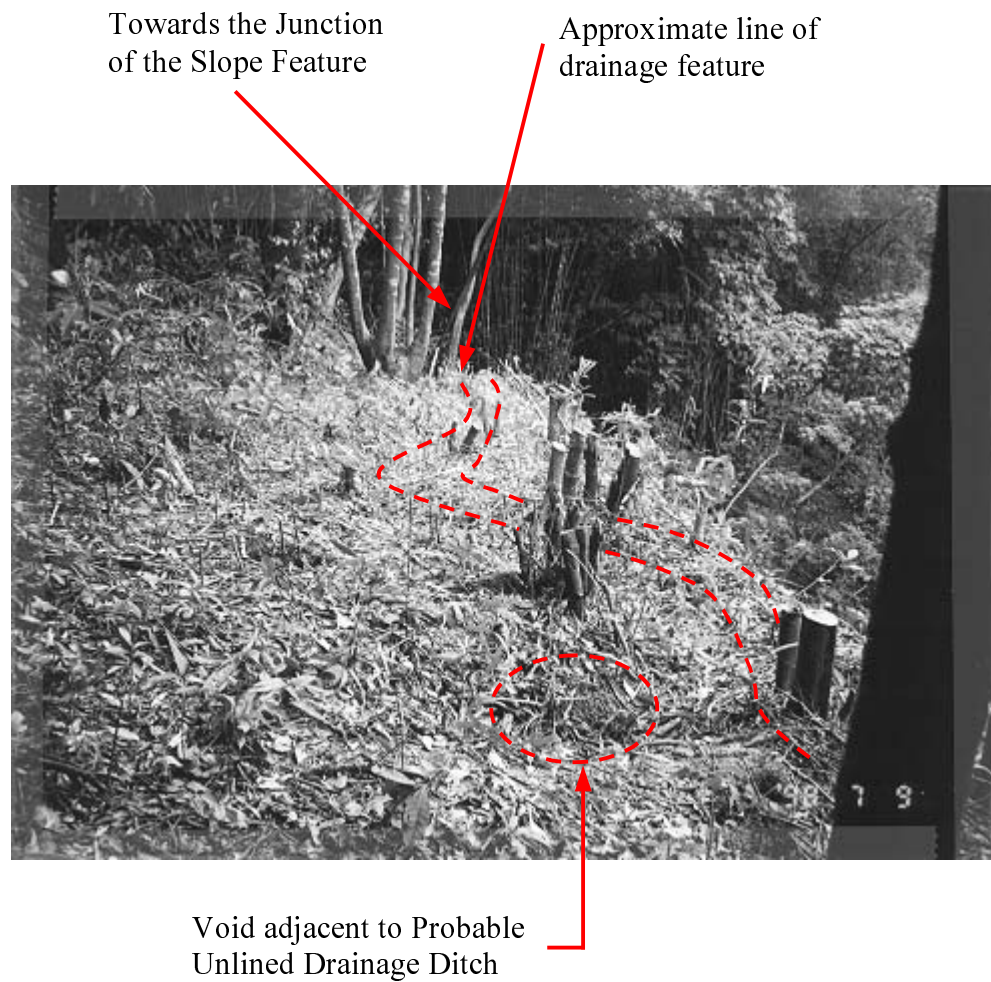 Towards the Junction
of the Slope Feature
Approximate line of
drainage feature
98 7 9
Void adjacent to Probable
Unlined Drainage Ditch